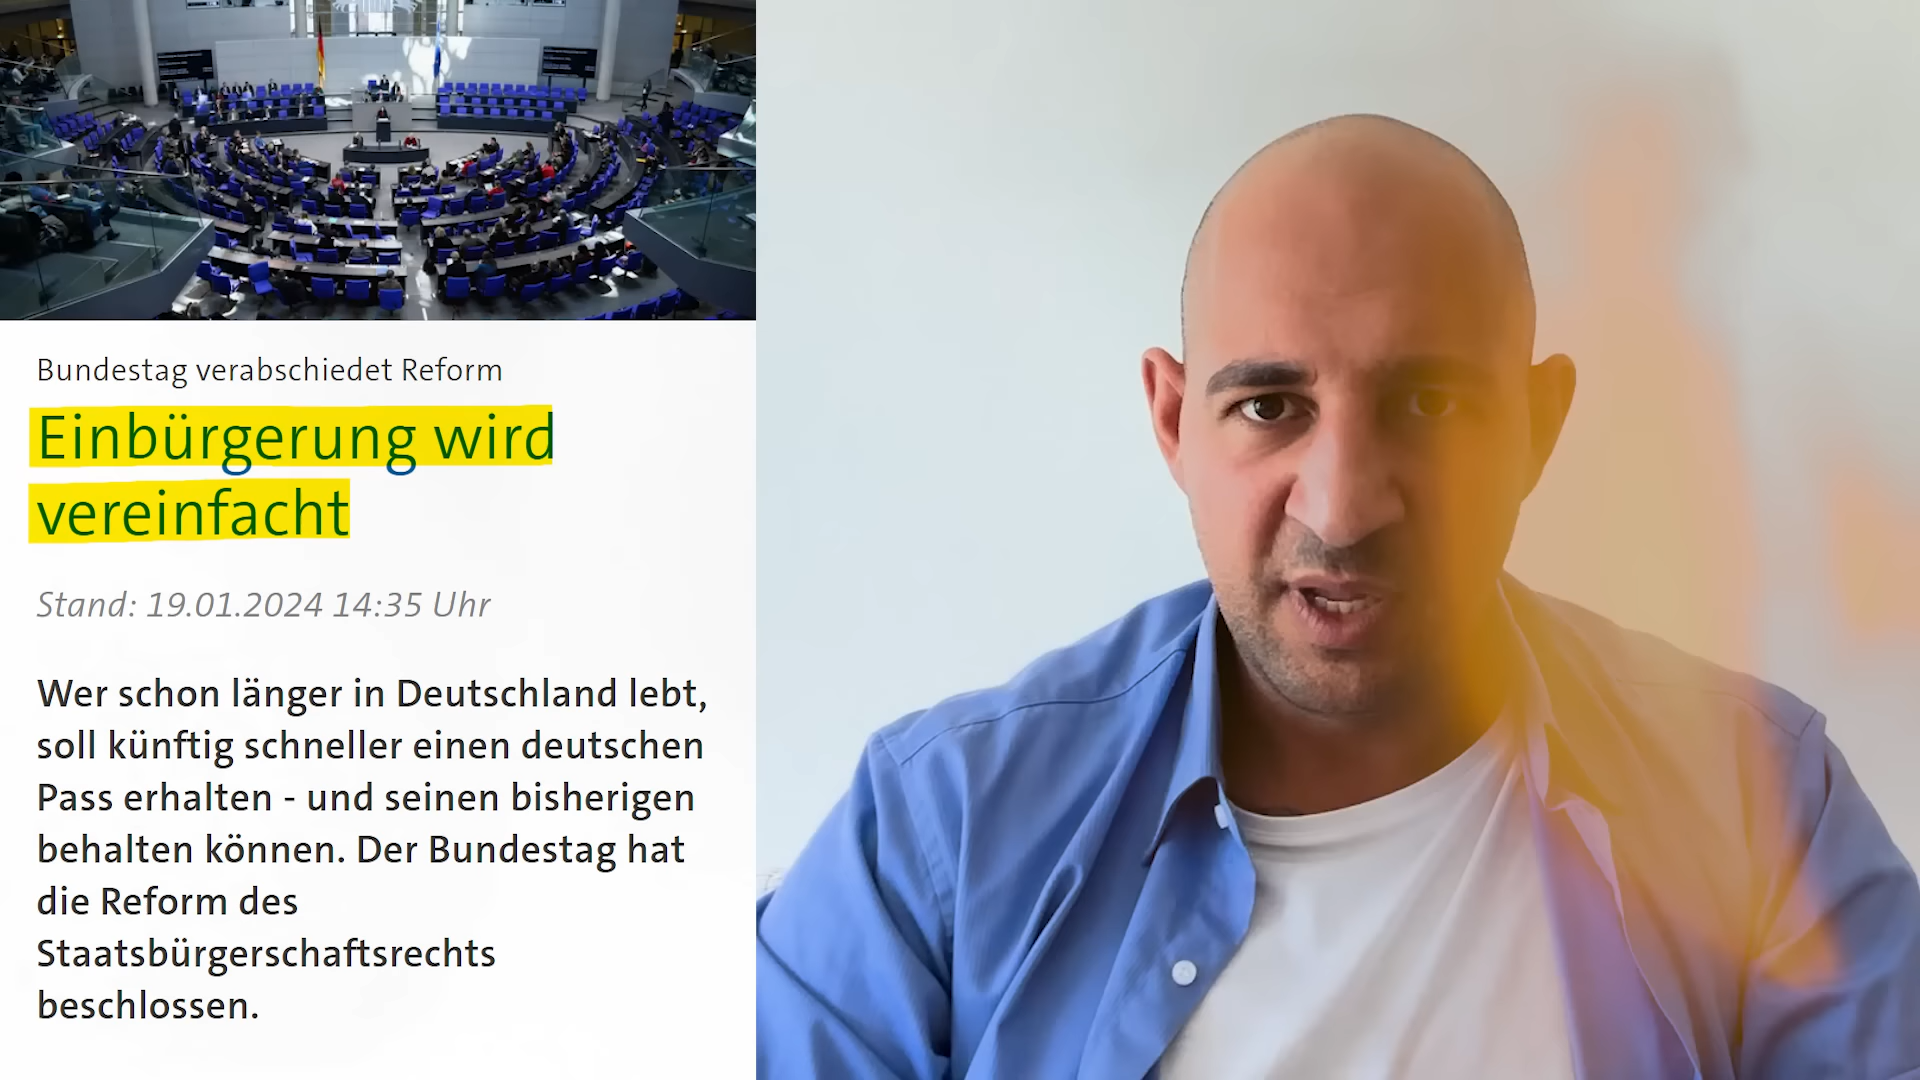 Bundestag verabschiedet Reform
Einbürgerung wird
vereinfacht
Stand: 19.01.2024 14:35 Uhr
Wer schon länger in Deutschland lebt,
soll künftig schneller einen deutschen
Pass erhalten - und seinen bisherigen
behalten können. Der Bundestag hat
die Reform des
Staatsbürgerschaftsrechts
beschlossen.